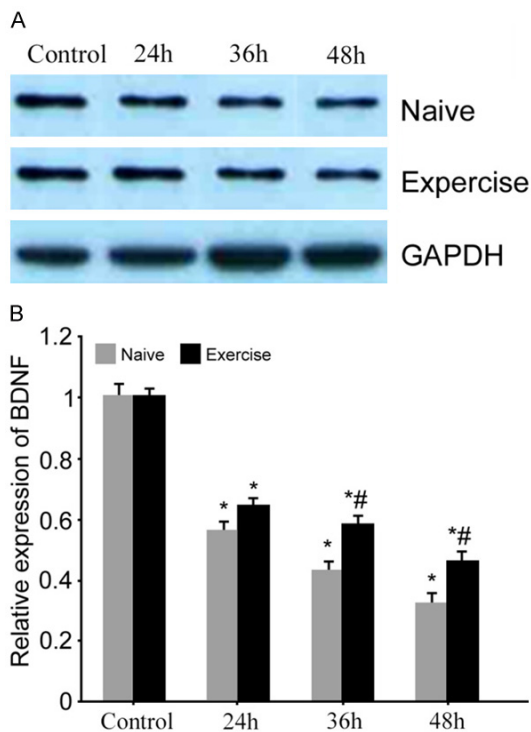 A
Control 24h 36h 48h
Naive
Expercise
GAPDH
B
Relative expression of BDNF
1.2
1
0.8
0.6
0.4
0.2
0
Naive Exercise
* *
* *#
* *#
Control 24h 36h 48h